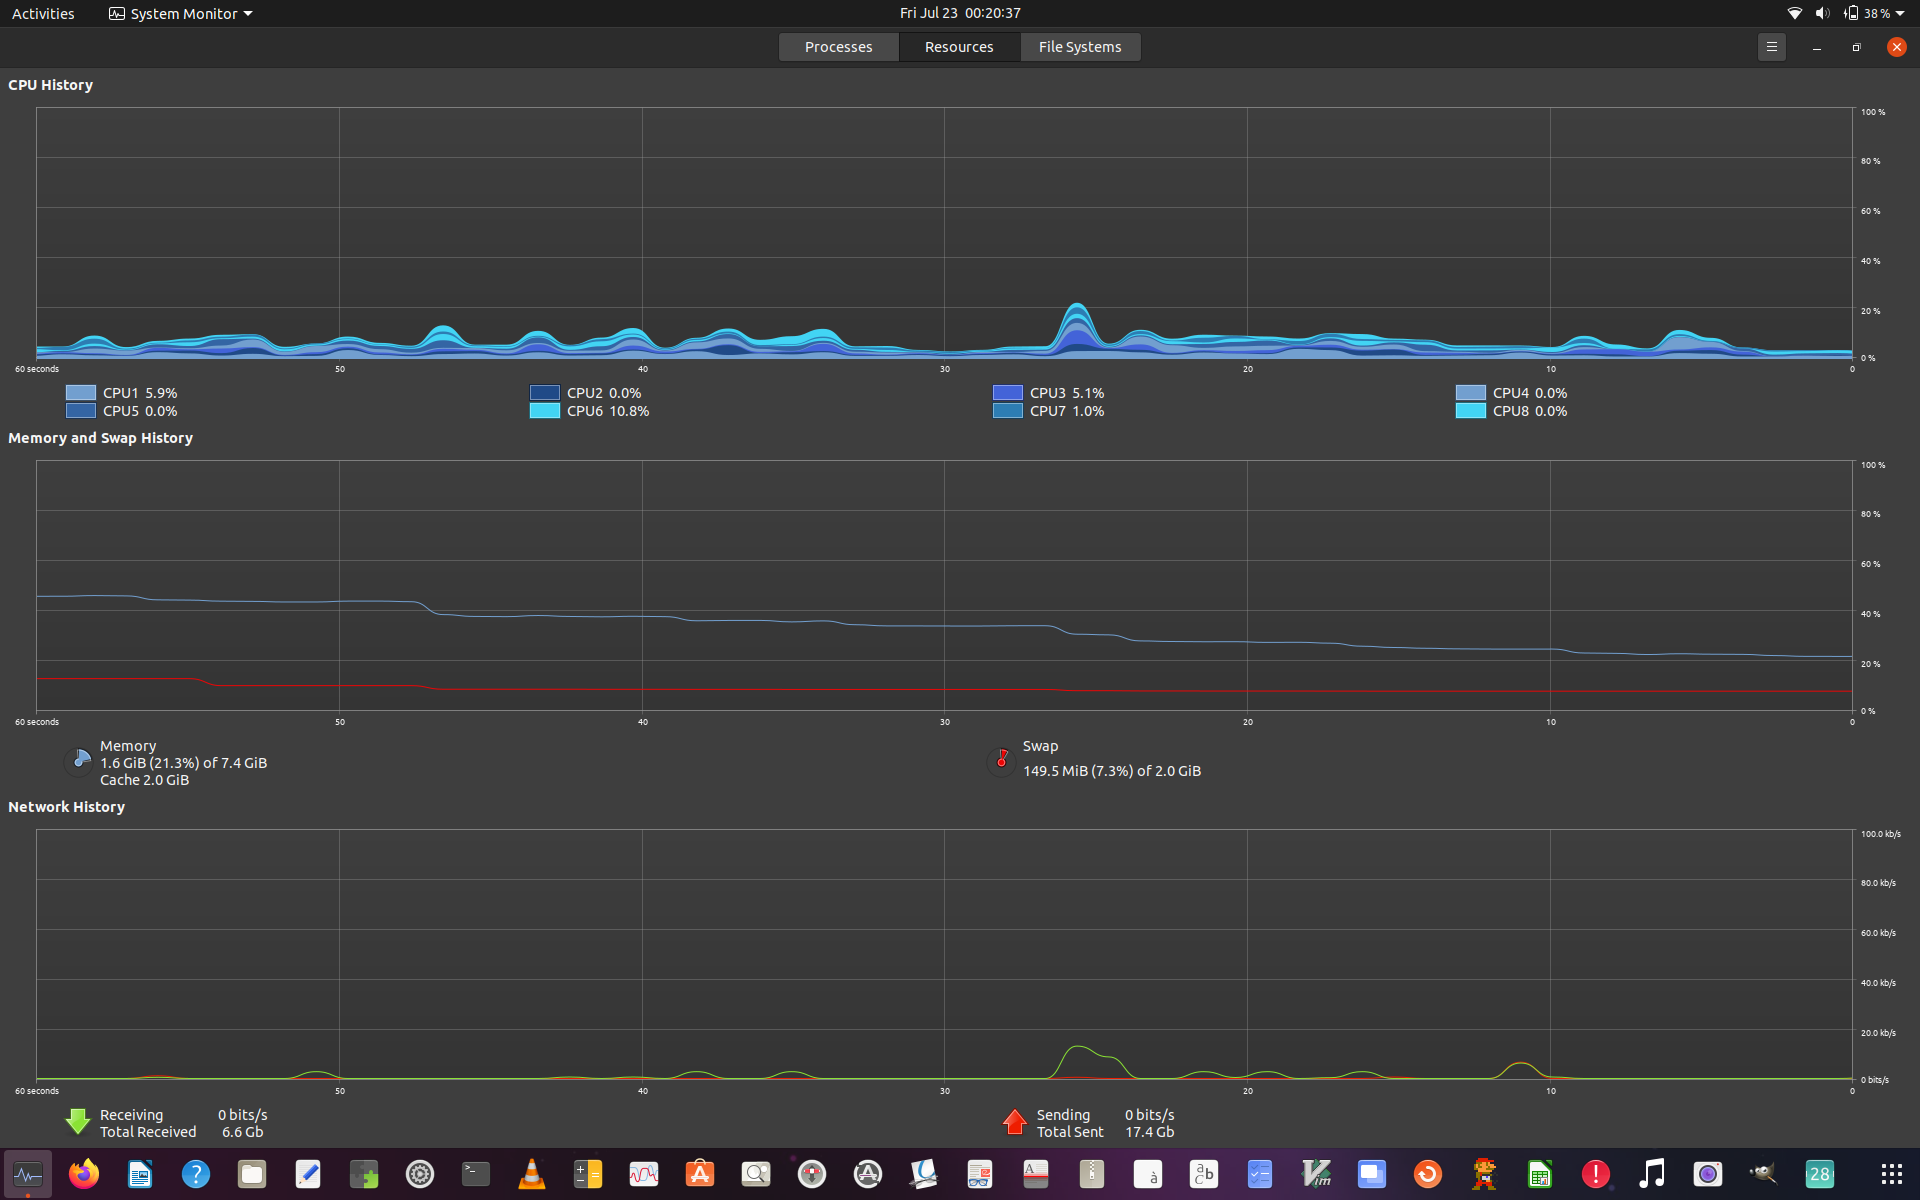 Activities System Monitor Fri Jul 23 00:20:37 38 %
Processes Resources File Systems
CPU History
100 %
80 %
60 %
40 %
20 %
0 %
60 seconds 50 40 30 20 10 0
CPU1 5.9% CPU2 0.0% CPU3 5.1% CPU4 0.0%
CPU5 0.0% CPU6 10.8% CPU7 1.0% CPU8 0.0%
Memory and Swap History
100 %
80 %
60 %
40 %
20 %
0 %
60 seconds 50 40 30 20 10 0
Memory
1.6 GiB (21.3%) of 7.4 GiB
Cache 2.0 GiB
Swap
149.5 MiB (7.3%) of 2.0 GiB
Network History
100.0 kb/s
80.0 kb/s
60.0 kb/s
40.0 kb/s
20.0 kb/s
0 bits/s
60 seconds 50 40 30 20 10 0
Receiving 0 bits/s
Total Received 6.6 Gb
Sending 0 bits/s
Total Sent 17.4 Gb
28